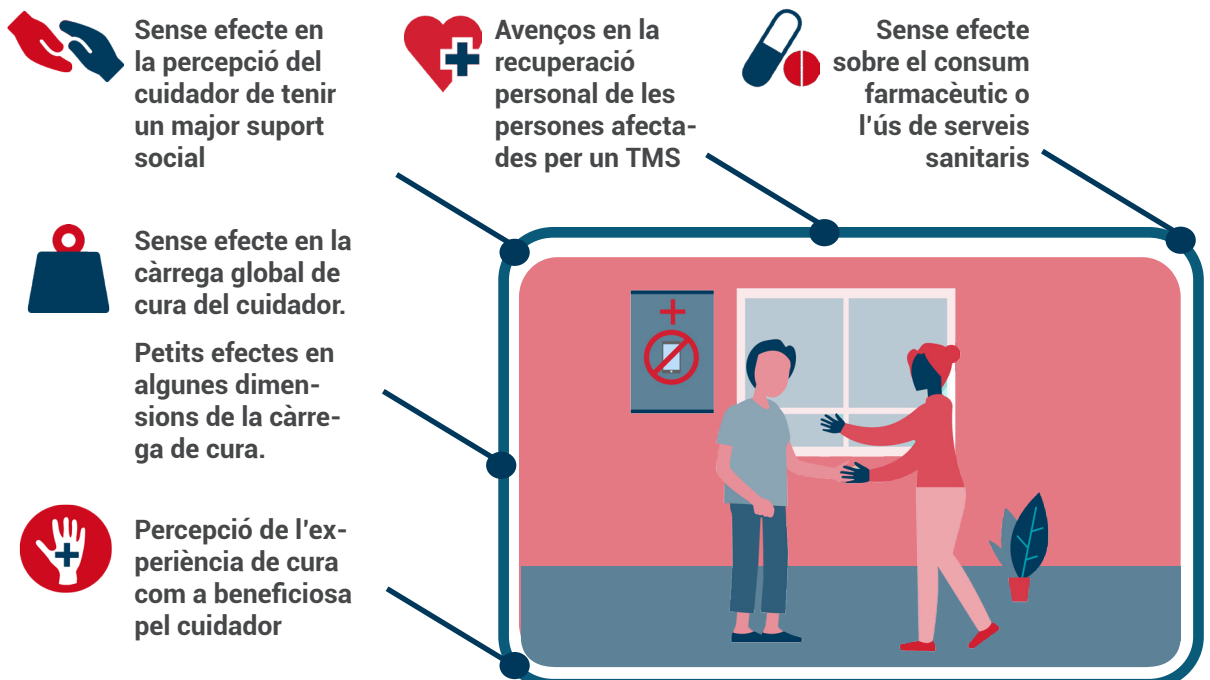 Sense efecte en
la percepció del
cuidador de tenir
un major suport
social
Avenços en la
recuperació
personal de les
persones afecta-
des per un TMS
Sense efecte
sobre el consum
farmacèutic o
l'ús de serveis
sanitaris
Sense efecte en la
càrrega global de
cura del cuidador.
Petits efectes en
algunes dimen-
sions de la càrre-
ga de cura.
Percepció de l'ex-
periència de cura
com a beneficiosa
pel cuidador